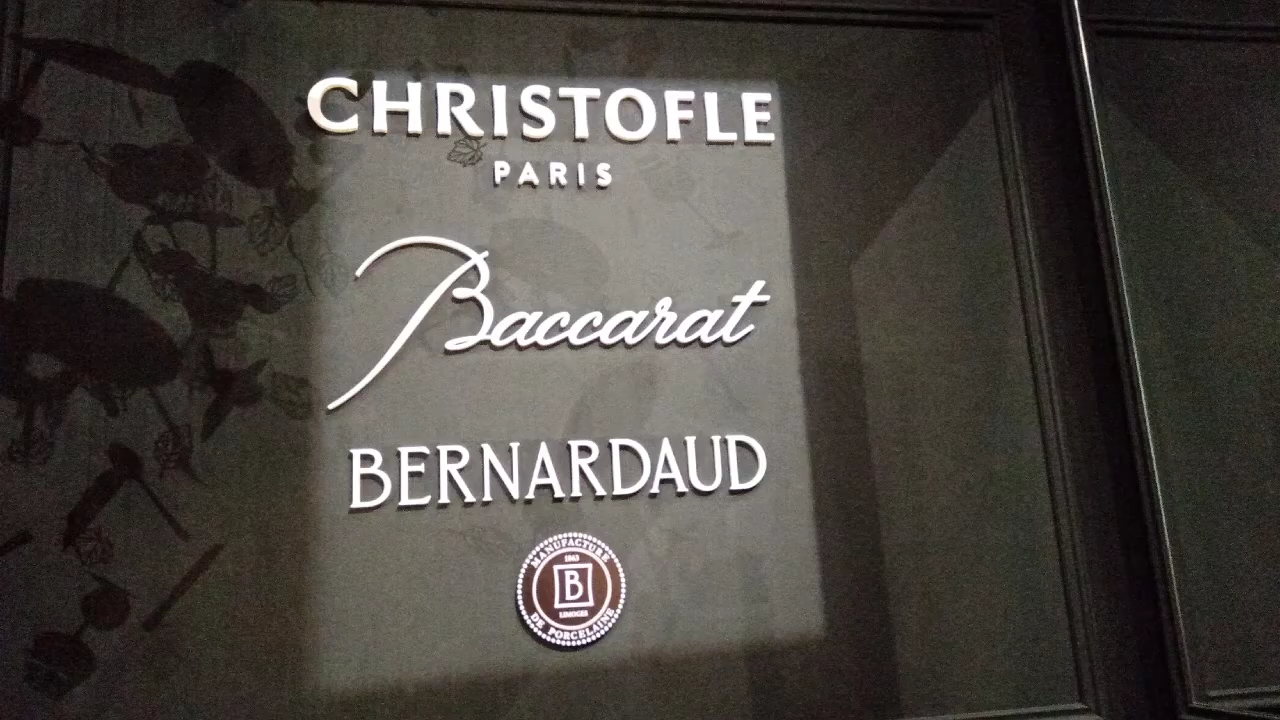 CHRISTOFLE
PARIS
Baccarat
BERNARDAUD
MANUFACTURE
1863
B
LIMOGES
DE PORCELAINE